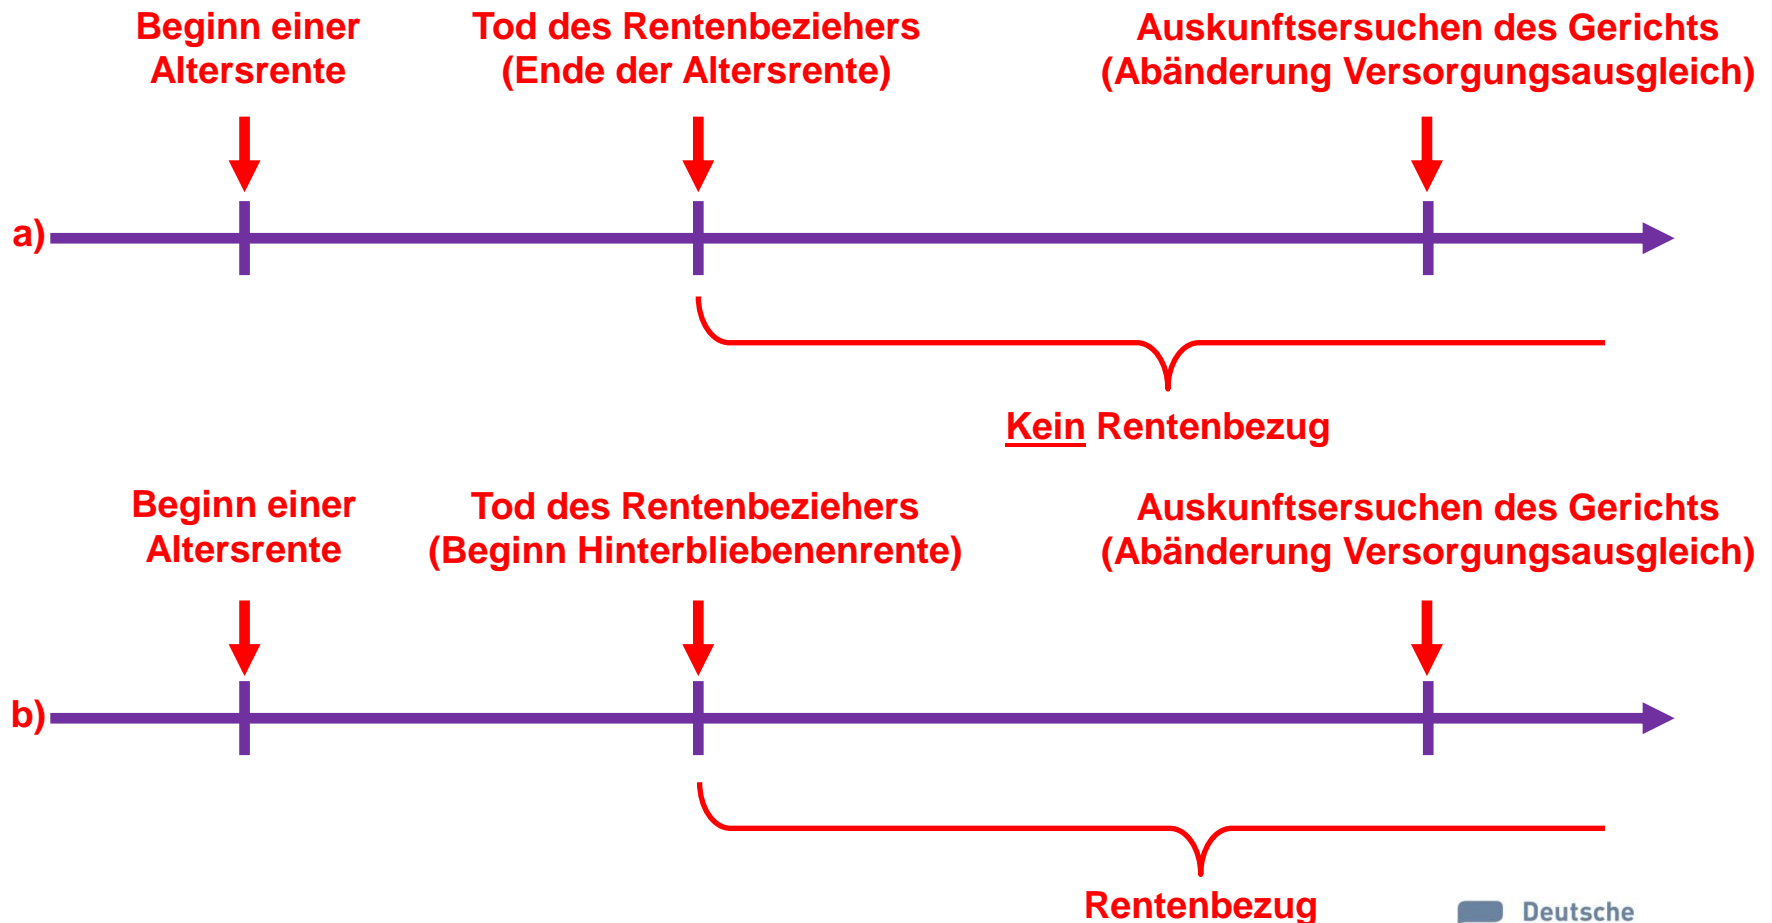 Beginn einer
Altersrente
Tod des Rentenbeziehers
(Ende der Altersrente)
Auskunftsersuchen des Gerichts
(Abänderung Versorgungsausgleich)
a)
Kein Rentenbezug
Beginn einer
Altersrente
Tod des Rentenbeziehers
(Beginn Hinterbliebenenrente)
Auskunftsersuchen des Gerichts
(Abänderung Versorgungsausgleich)
b)
Rentenbezug
Deutsche